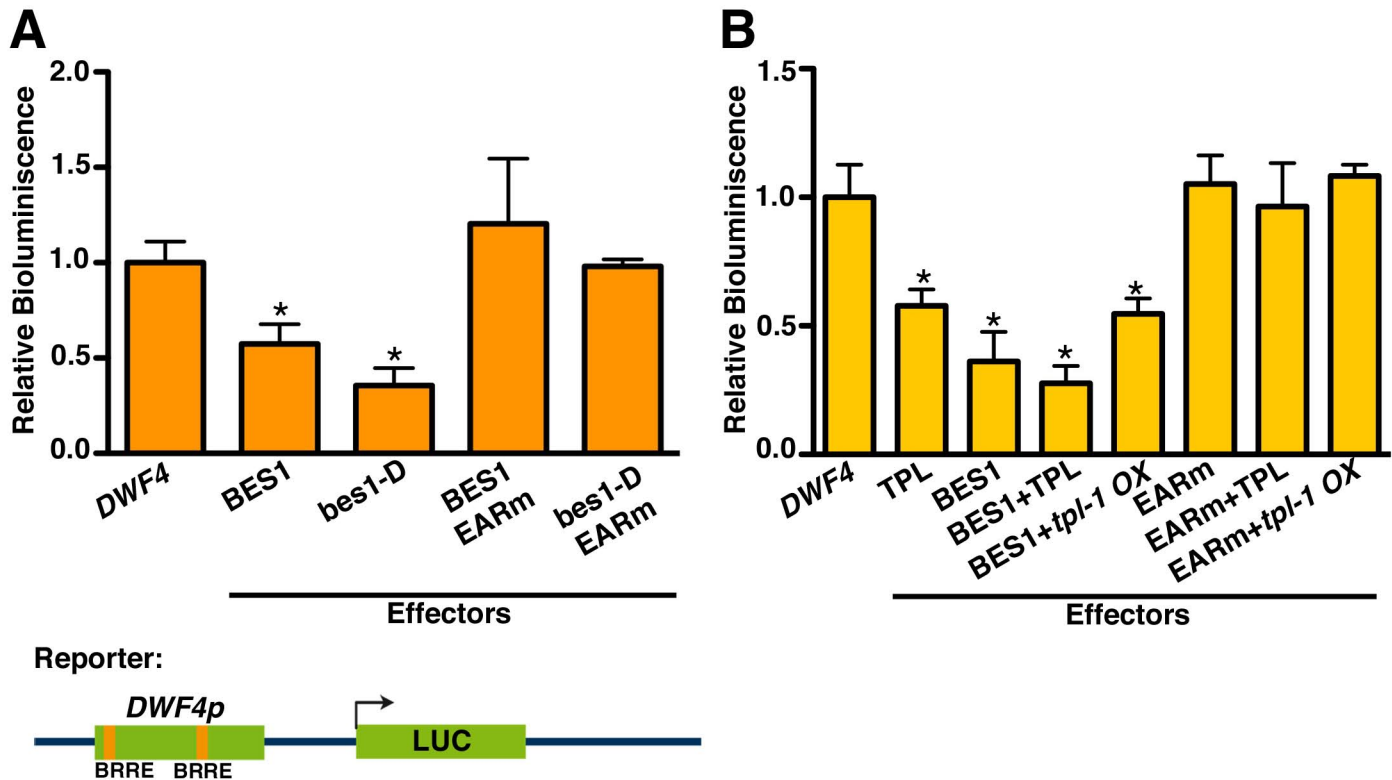 A
Relative Bioluminiscence
2.0
1.5
1.0
0.5
0.0
*
*
DWF4
BES1
bes1-D
BES1
EARm
bes1-D
EARm
Effectors
B
Relative Bioluminiscence
1.5
1.0
0.5
0.0
*
*
*
*
DWF4
TPL
BES1
BES1+TPL
BES1+tpl-1 OX
EARm
EARm+TPL
EARm+tpl-1 OX
Effectors
Reporter:
DWF4p
LUC
BRRE BRRE